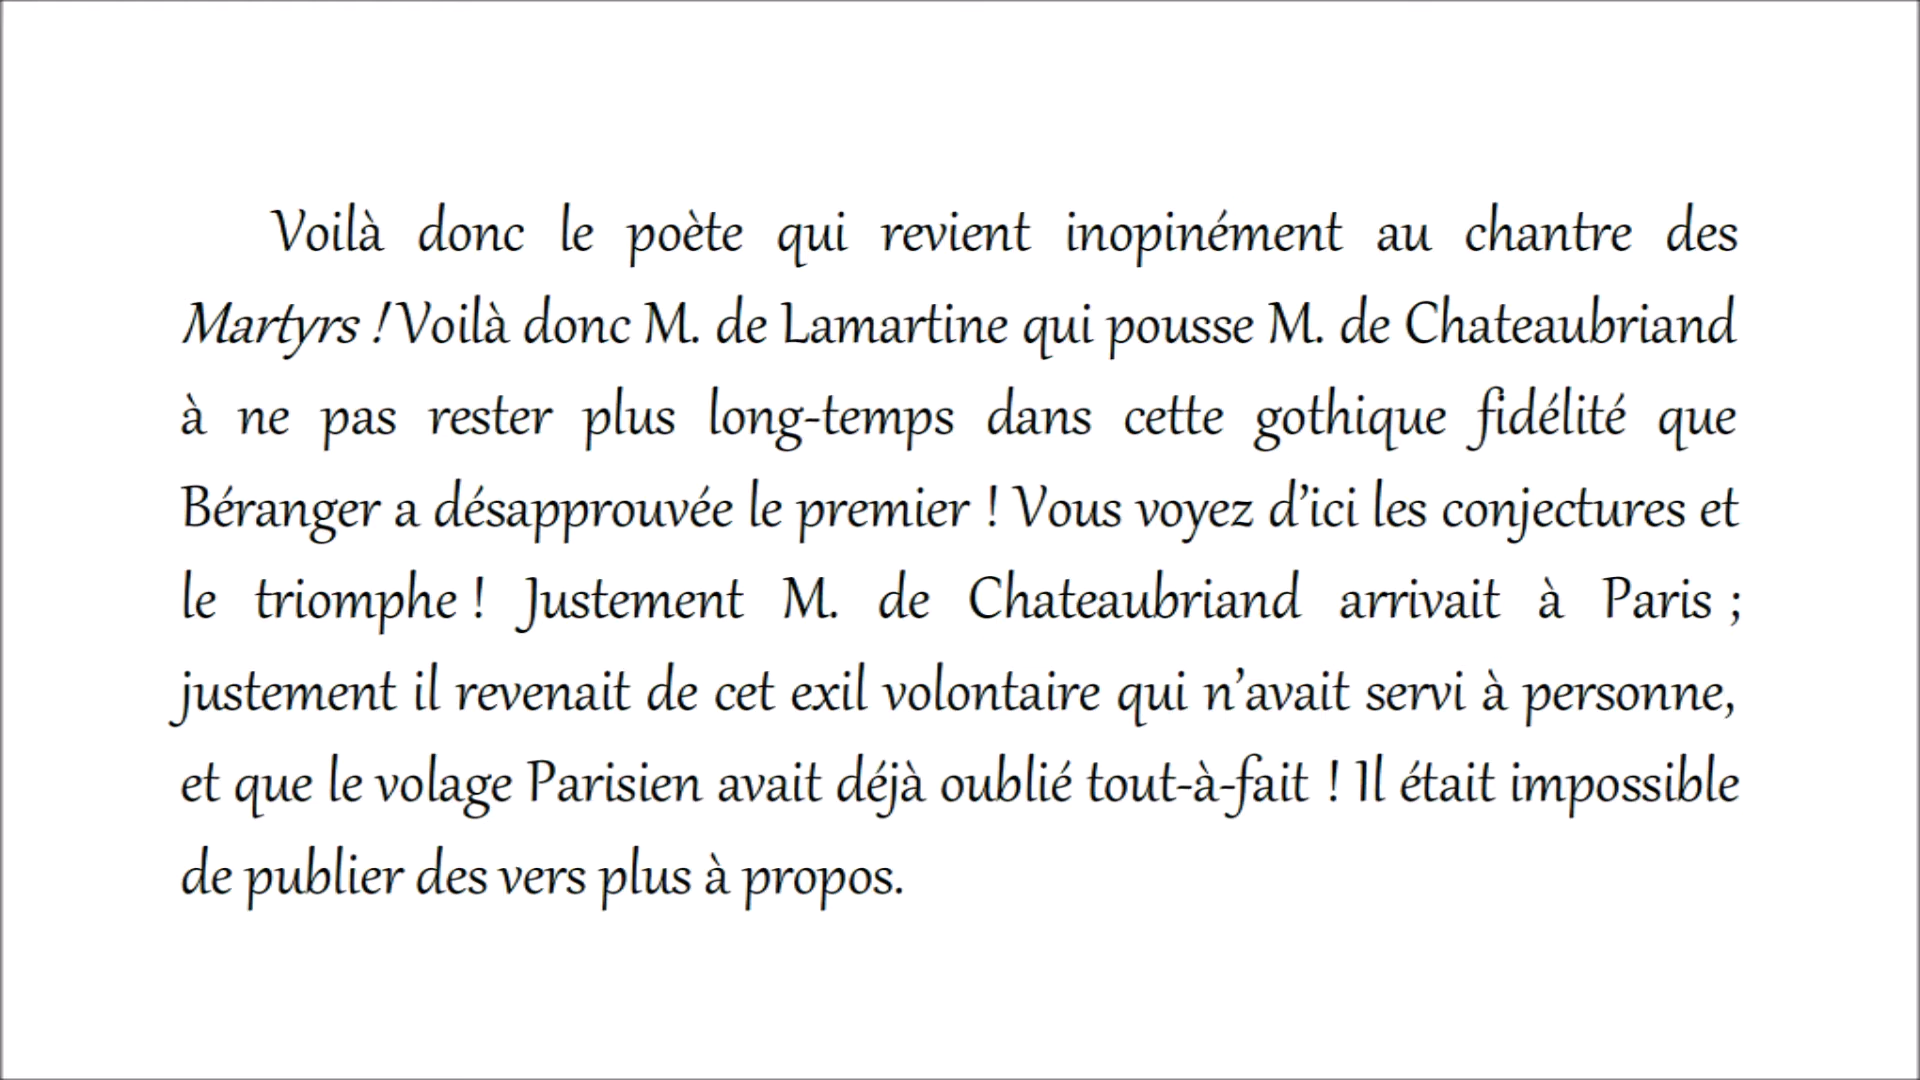 Voilà donc le poète qui revient inopinément au chantre des
Martyrs ! Voilà donc M. de Lamartine qui pousse M. de Chateaubriand
à ne pas rester plus long-temps dans cette gothique fidélité que
Béranger a désapprouvée le premier ! Vous voyez d’ici les conjectures et
le triomphe ! Justement M. de Chateaubriand arrivait à Paris ;
justement il revenait de cet exil volontaire qui n’avait servi à personne,
et que le volage Parisien avait déjà oublié tout-à-fait ! Il était impossible
de publier des vers plus à propos.